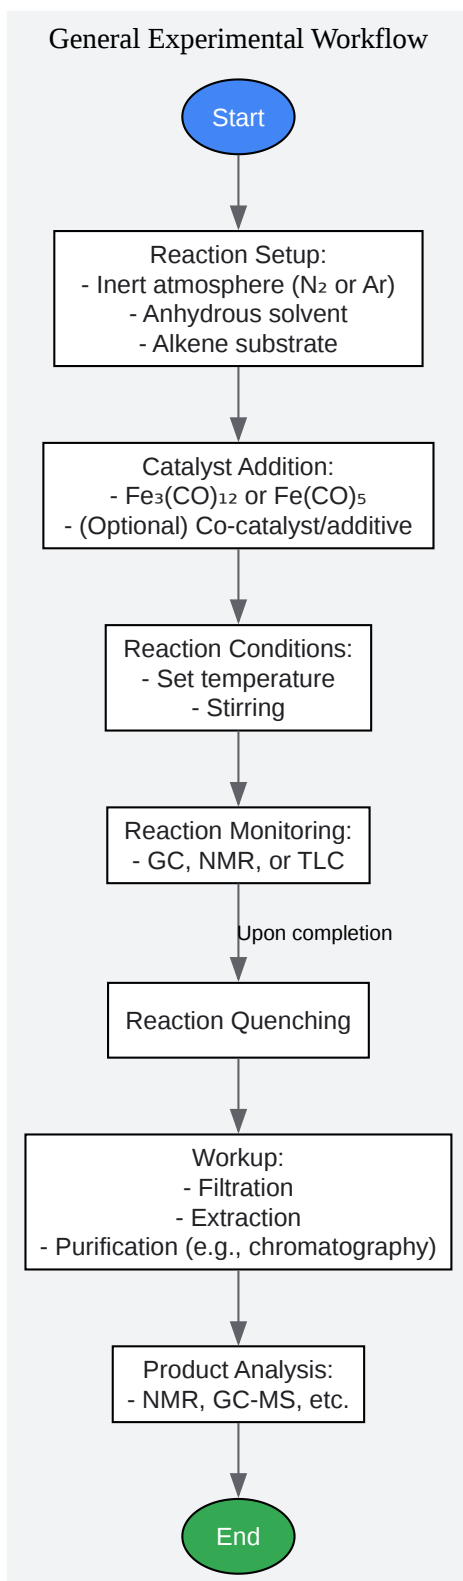 General Experimental Workflow
Start
Reaction Setup:
- Inert atmosphere (N₂ or Ar)
- Anhydrous solvent
- Alkene substrate
Catalyst Addition:
- Fe₃(CO)₁₂ or Fe(CO)₅
- (Optional) Co-catalyst/additive
Reaction Conditions:
- Set temperature
- Stirring
Reaction Monitoring:
- GC, NMR, or TLC
Upon completion
Reaction Quenching
Workup:
- Filtration
- Extraction
- Purification (e.g., chromatography)
Product Analysis:
- NMR, GC-MS, etc.
End